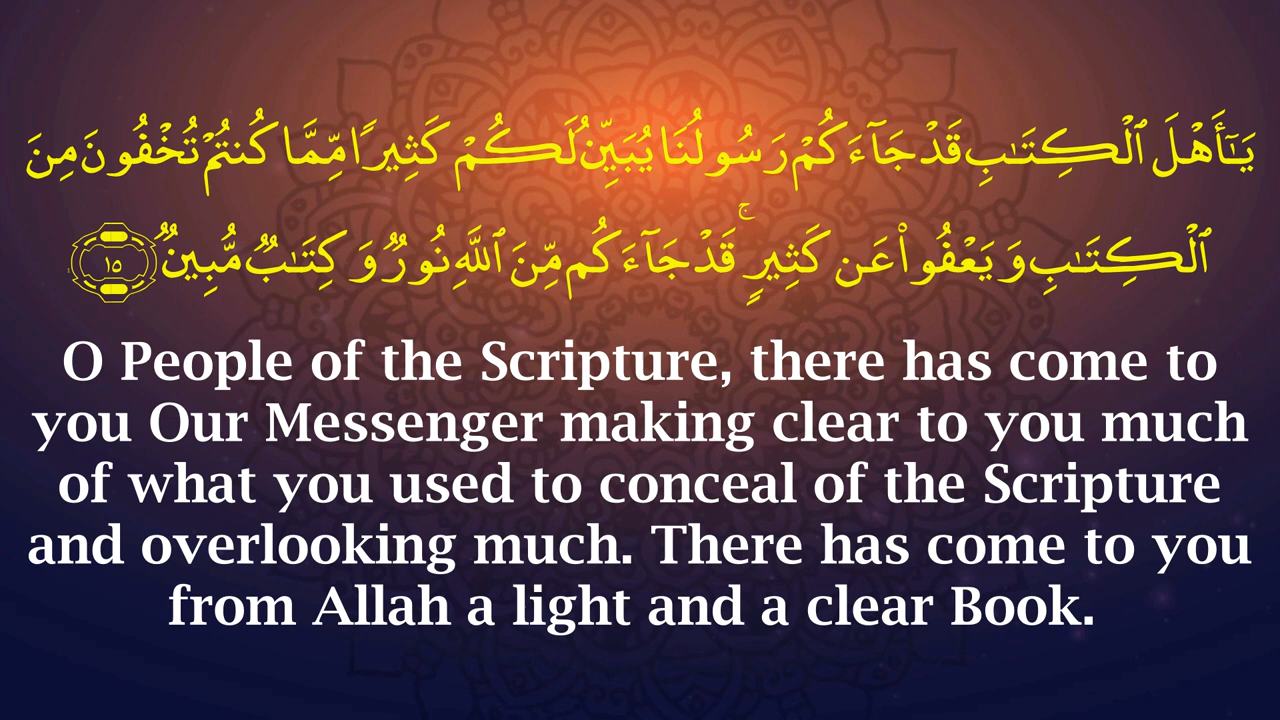 يَـٰٓأَهْلَ ٱلْكِتَـٰبِ قَدْ جَآءَكُمْ رَسُولُنَا يُبَيِّنُ لَكُمْ كَثِيرًا مِّمَّا كُنتُمْ تُخْفُونَ مِنَ
ٱلْكِتَـٰبِ وَيَعْفُوا۟ عَن كَثِيرٍ ۚ قَدْ جَآءَكُم مِّنَ ٱللَّهِ نُورٌ وَكِتَـٰبٌ مُّبِينٌ ١٥
O People of the Scripture, there has come to
you Our Messenger making clear to you much
of what you used to conceal of the Scripture
and overlooking much. There has come to you
from Allah a light and a clear Book.